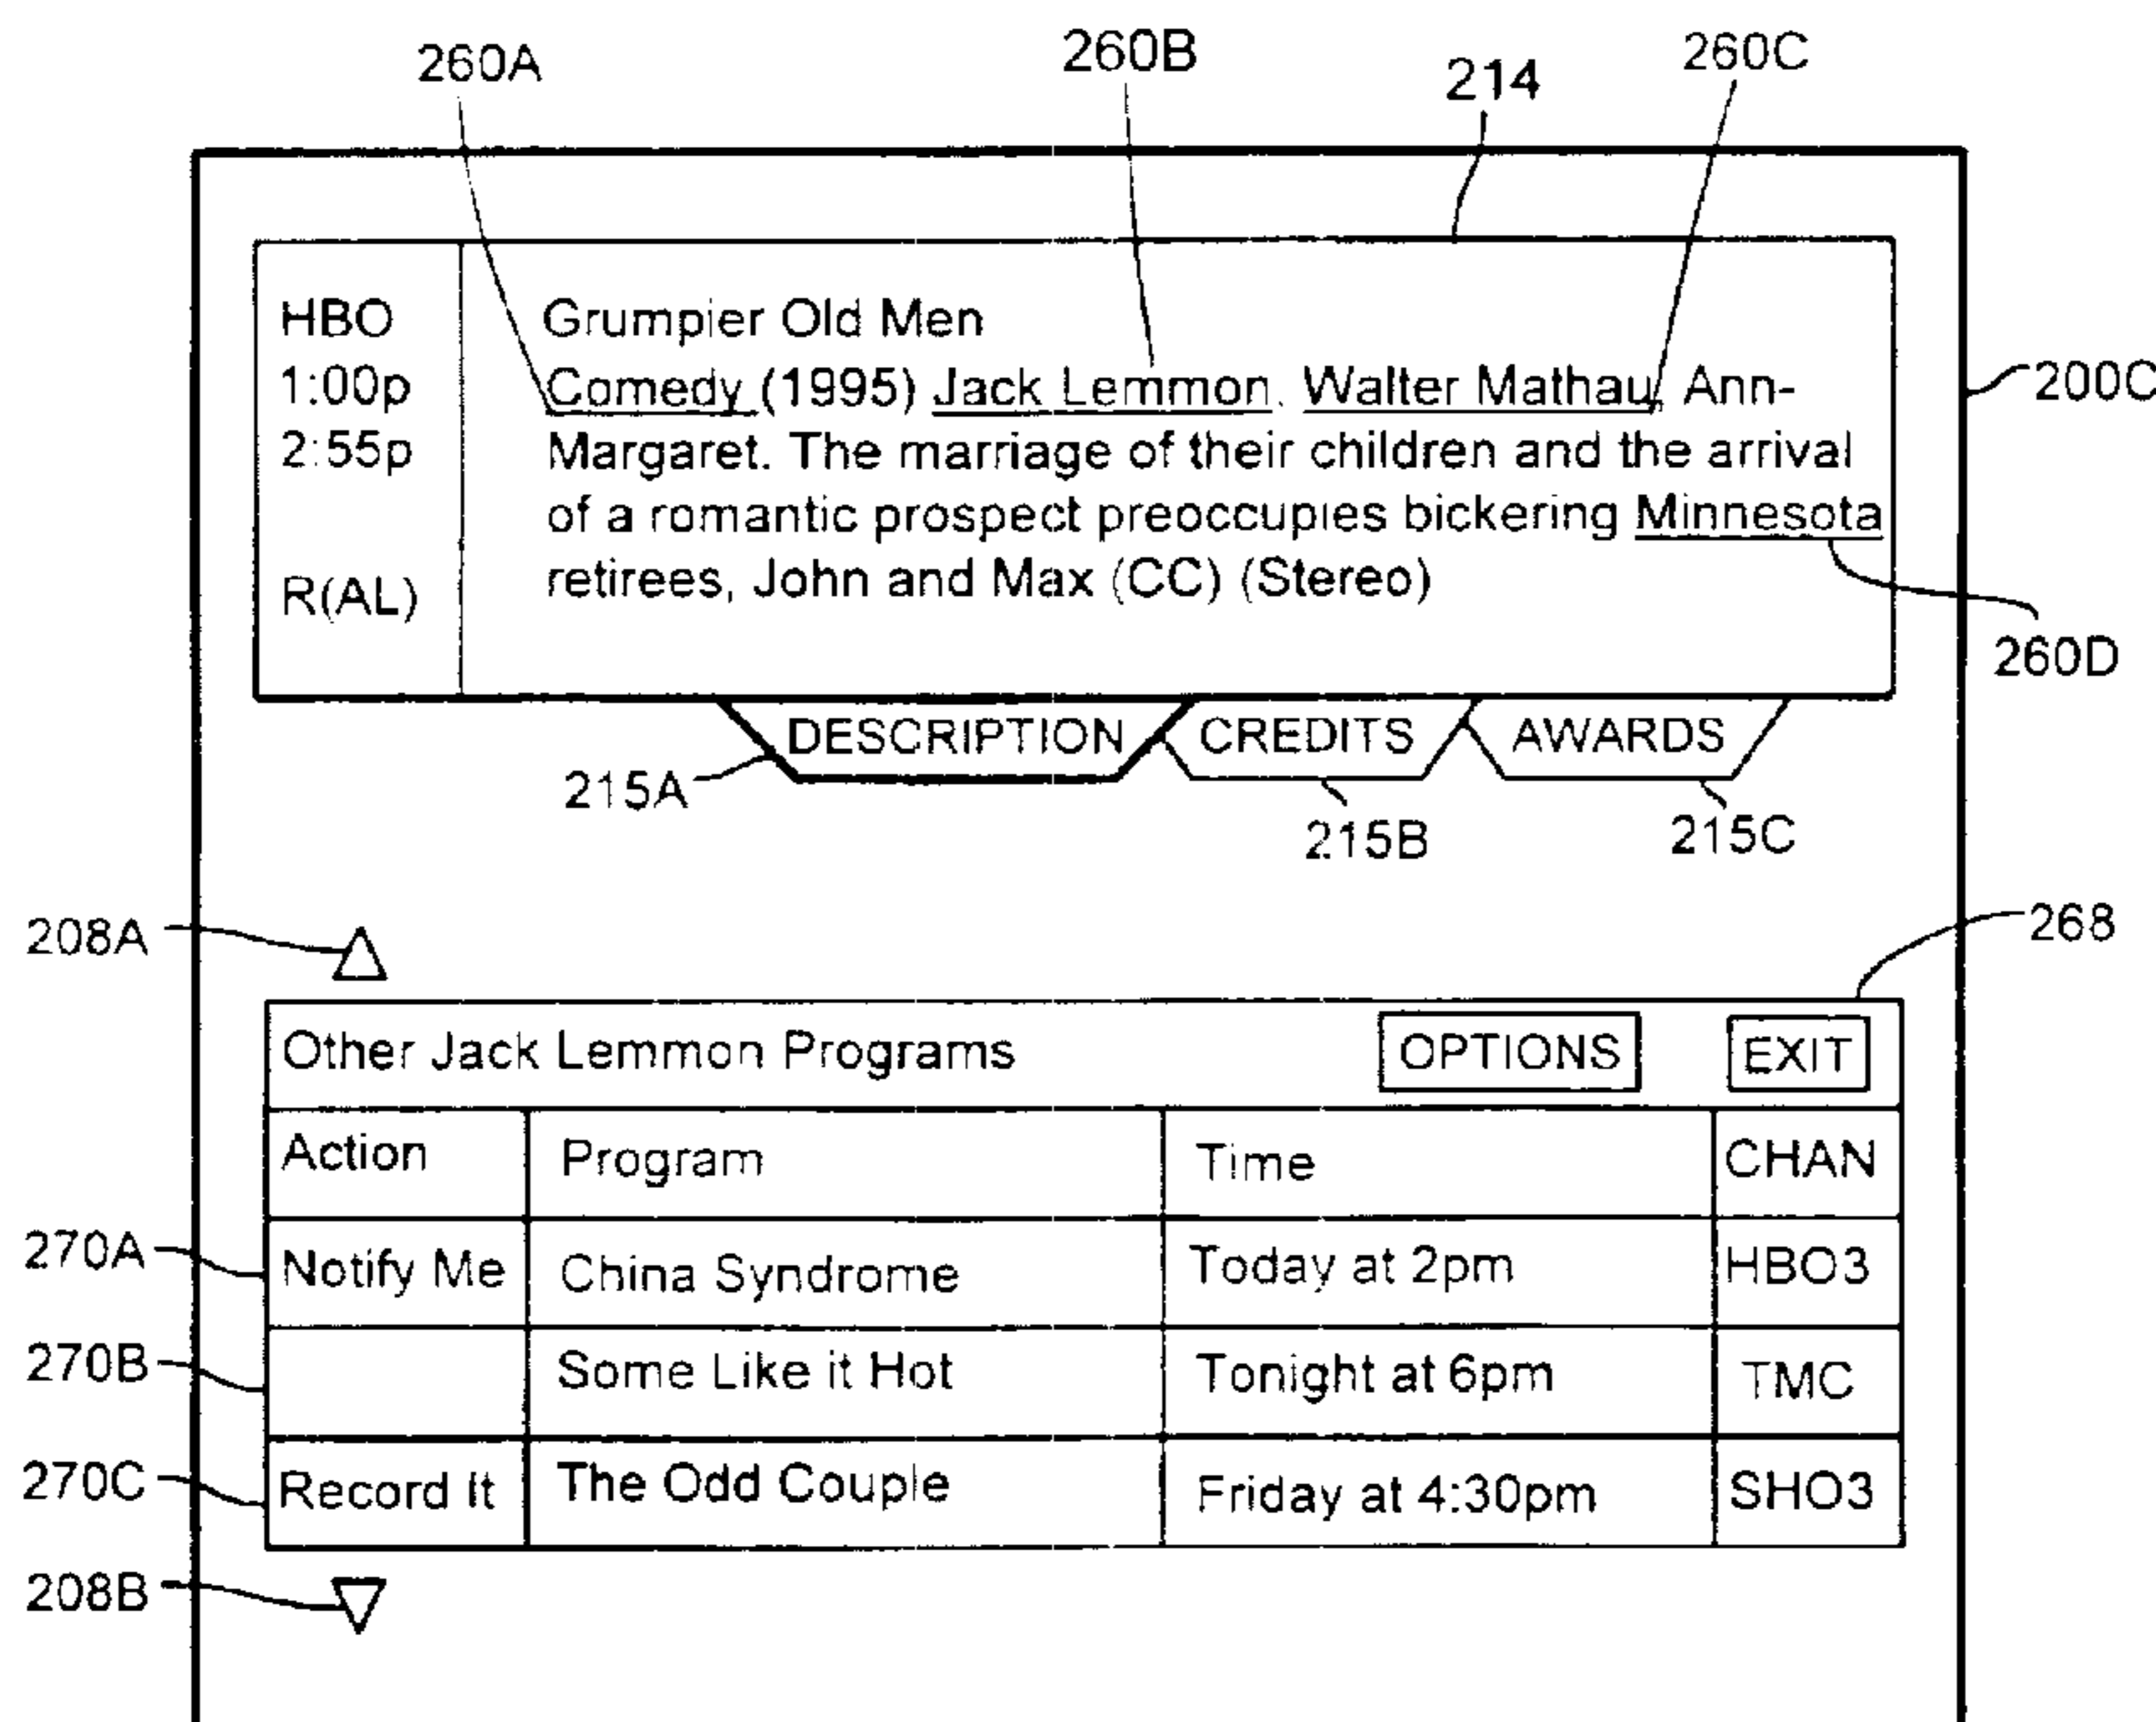 260A 260B 214 260C
HBO Grumpier Old Men
1:00p Comedy (1995) Jack Lemmon, Walter Mathau, Ann-
200C
2:55p Margaret. The marriage of their children and the arrival
of a romantic prospect preoccupies bickering Minnesota
R(AL) retirees, John and Max (CC) (Stereo)
260D
DESCRIPTION CREDITS AWARDS
215A 215B 215C
208A 268
Other Jack Lemmon Programs OPTIONS EXIT
Action Program Time CHAN
270A Notify Me China Syndrome Today at 2pm HBO3
270B Some Like it Hot Tonight at 6pm TMC
270C Record It The Odd Couple Friday at 4:30pm SHO3
208B